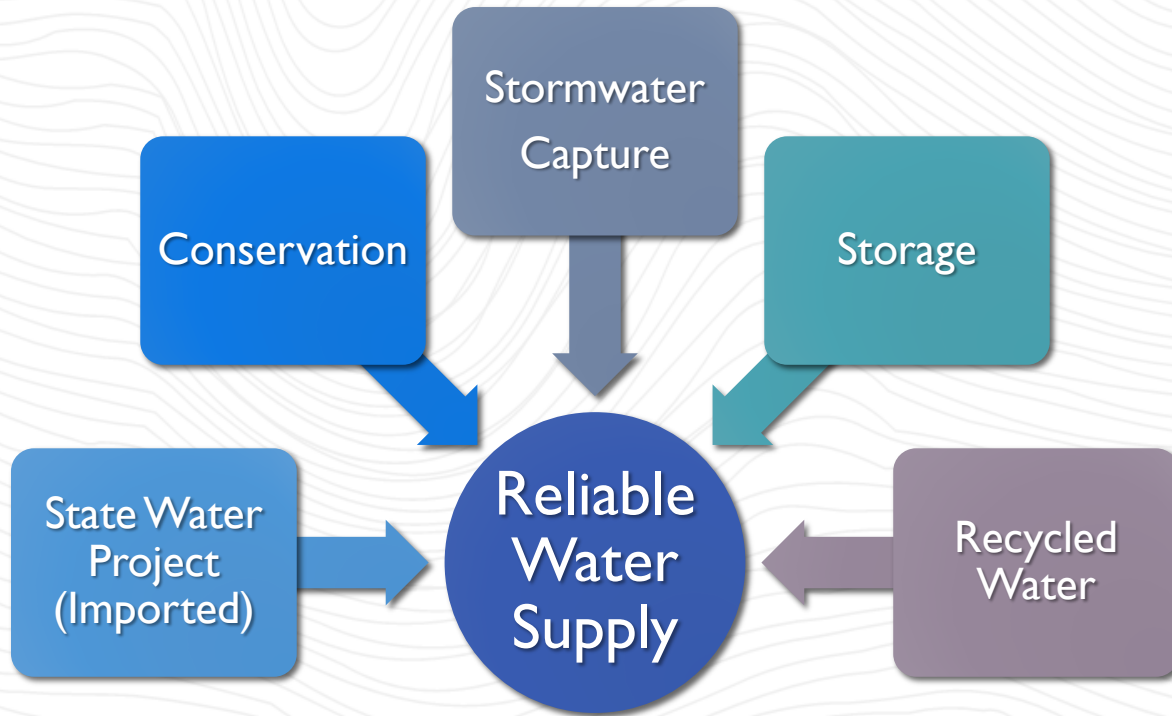 Stormwater
Capture
Conservation
Storage
State Water
Project
(Imported)
Reliable
Water
Supply
Recycled
Water